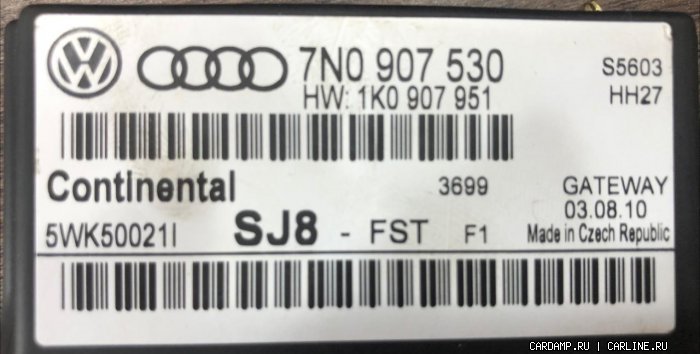 7N0 907 530 S5603
HW: 1K0 907 951 HH27
Continental 3699 GATEWAY
03.08.10
5WK50021I SJ8 - FST F1 Made in Czech Republic
CARDAMP.RU | CARLINE.RU